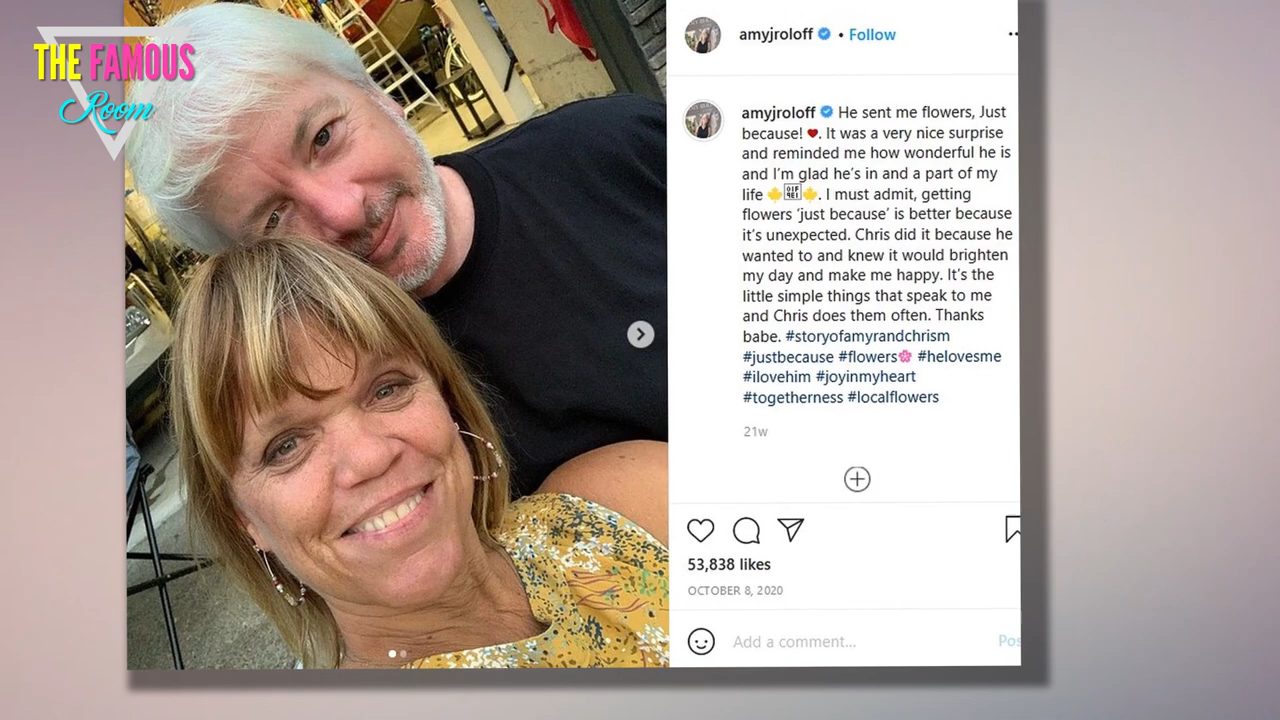 THE FAMOUS
Room
amyjroloff • Follow
amyjroloff He sent me flowers, Just
because! ❤️. It was a very nice surprise
and reminded me how wonderful he is
and I'm glad he's in and a part of my
life 🍁🍁. I must admit, getting
flowers 'just because' is better because
it's unexpected. Chris did it because he
wanted to and knew it would brighten
my day and make me happy. It's the
little simple things that speak to me
and Chris does them often. Thanks
babe. #storyofamyrandchrism
#justbecause #flowers🌸 #helovesme
#ilovehim #joyinmyheart
#togetherness #localflowers
21w
53,838 likes
OCTOBER 8, 2020
Add a comment...
Pos